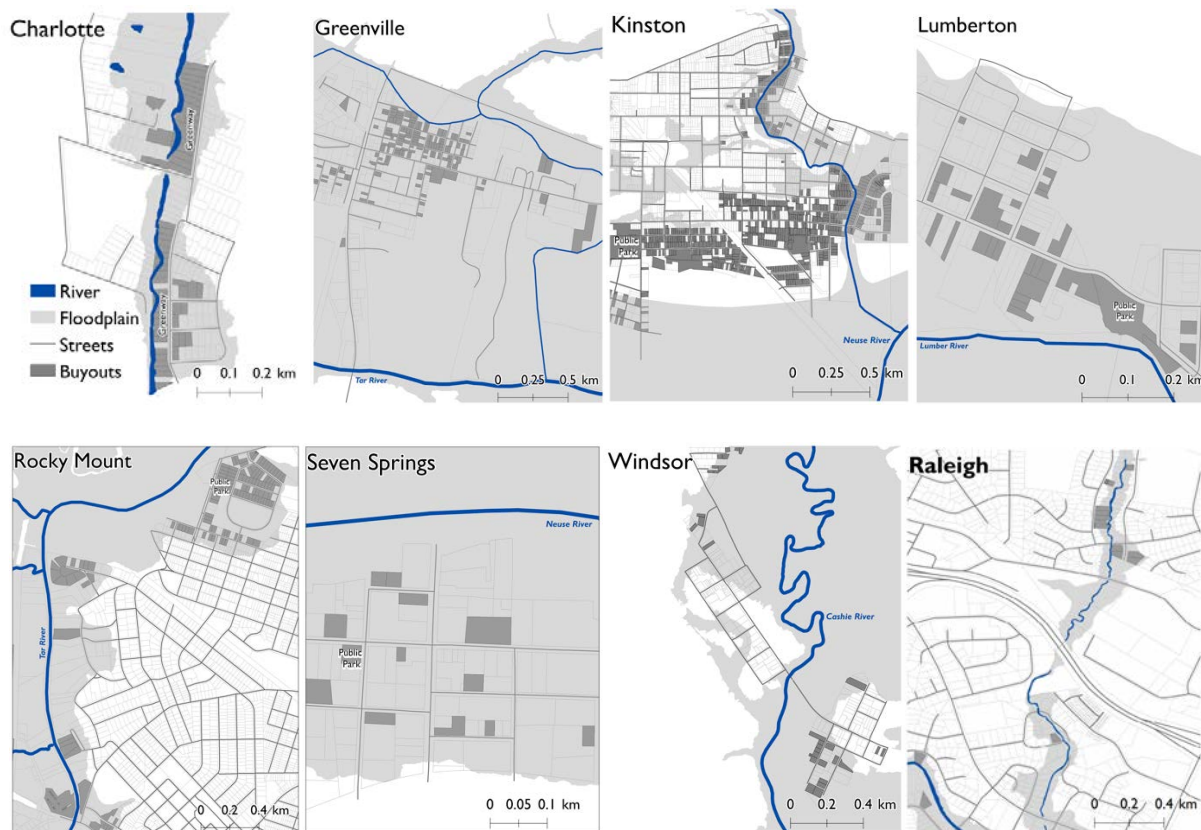 Charlotte
Greenway
Greenway
River
Floodplain
Streets
Buyouts
0 0.1 0.2 km
Greenville
Tar River
0 0.25 0.5 km
Kinston
Public
Park
Neuse River
0 0.25 0.5 km
Lumberton
Public
Park
Lumber River
0 0.1 0.2 km
Rocky Mount
Public
Park
Tar River
0 0.2 0.4 km
Seven Springs
Neuse River
Public
Park
0 0.05 0.1 km
Windsor
Cashie River
0 0.2 0.4 km
Raleigh
0 0.2 0.4 km